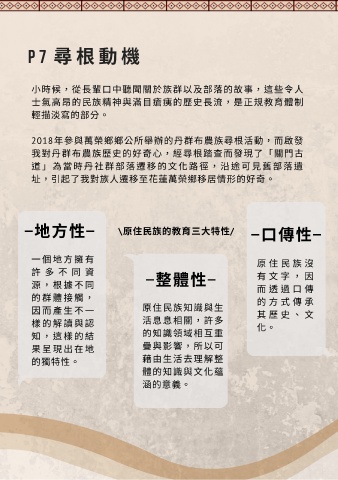 P7 尋根動機
小時候，從長輩口中聽聞關於族群以及部落的故事，這些令人
士氣高昂的民族精神與滿目瘡痍的歷史長流，是正規教育體制
輕描淡寫的部分。
2018年參與萬榮鄉鄉公所舉辦的丹群布農族尋根活動，而啟發
我對丹群布農族歷史的好奇心，經尋根踏查而發現了「關門古
道」為當時丹社群部落遷移的文化路徑，沿途可見舊部落遺
址，引起了我對族人遷移至花蓮萬榮鄉移居情形的好奇。
\原住民族的教育三大特性/
–地方性–
一個地方擁有
許多不同資
源，根據不同
的群體接觸，
因而產生不一
樣的解讀與認
知，這樣的結
果呈現出在地
的獨特性。
–整體性–
原住民族知識與生
活息息相關，許多
的知識領域相互重
疊與影響，所以可
藉由生活去理解整
體的知識與文化蘊
涵的意義。
–口傳性–
原住民族沒
有文字，因
而透過口傳
的方式傳承
其歷史、文
化。